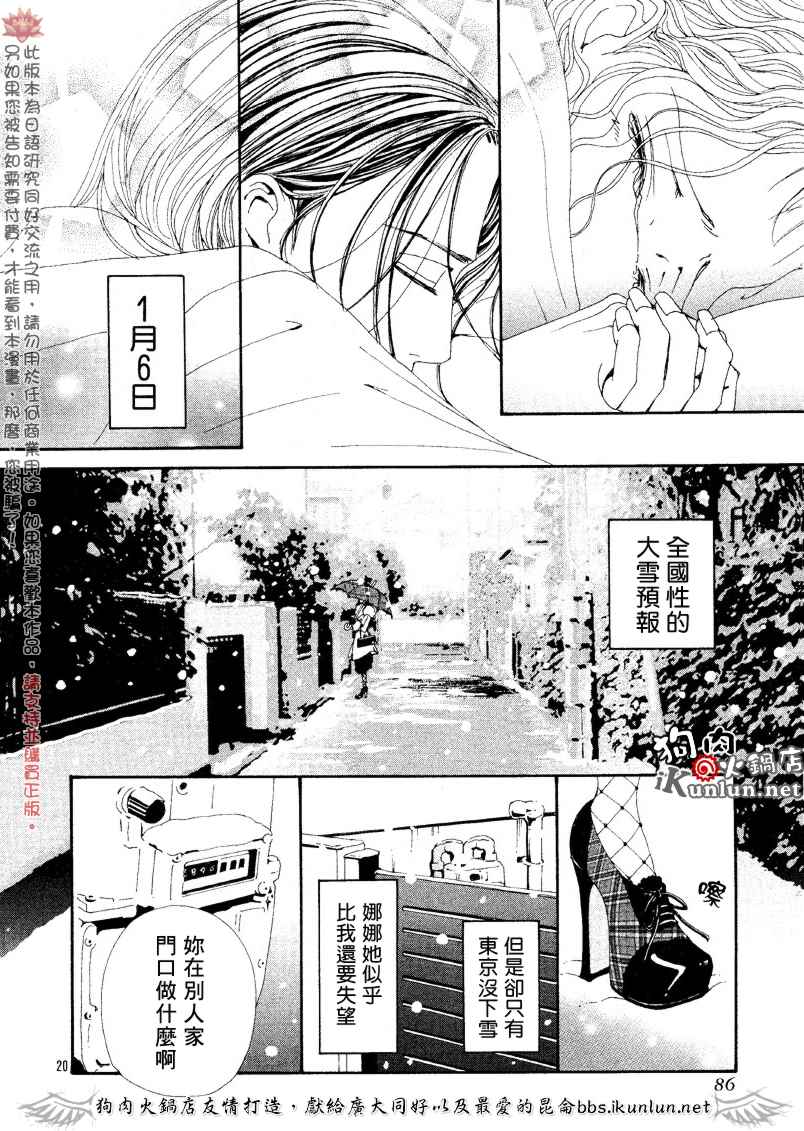 1月6日
全國性的
大雪預報
嚓
但是卻只有
東京沒下雪
娜娜她似乎
比我還要失望
妳在別人家
門口做什麼啊
20
86
狗肉火鍋店
iKunlun.net
此版本為日語研究同好交流之用，請勿用於任何商業用途。如果您喜歡本作品，請支持並購買正版。
另如果您被告知需要付費，才能看到本漫畫，那麼，您被騙了！
狗肉火鍋店友情打造，獻給廣大同好以及最愛的昆侖bbs.ikunlun.net